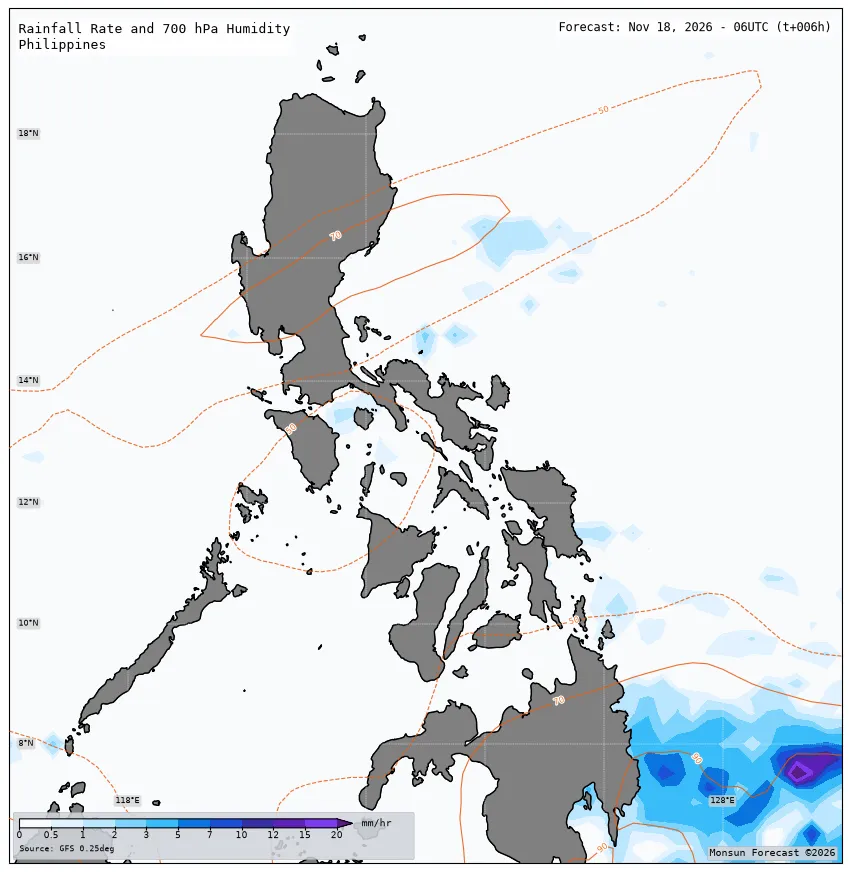 Rainfall Rate and 700 hPa Humidity
Philippines
Forecast: Nov 18, 2026 - 06UTC (t+006h)
50
18°N
70
16°N
14°N
50
12°N
10°N
50
70
8°N
90
118°E
128°E
0 0.5 1 2 3 5 7 10 12 15 20 mm/hr
Source: GFS 0.25deg
90
Monsun Forecast ©2026